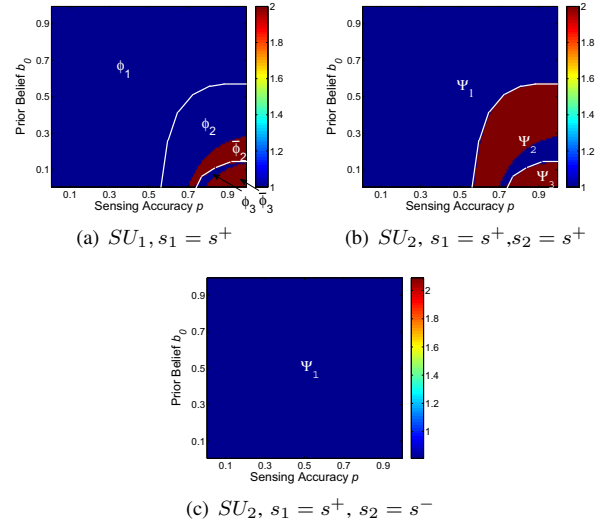 Prior Belief b₀
0.9
0.7
0.5
0.3
0.1
ϕ₁
ϕ₂
ϕ̄₂
ϕ₃ ϕ̄₃
0.1 0.3 0.5 0.7 0.9
Sensing Accuracy p
2
1.8
1.6
1.4
1.2
1
(a) SU₁, s₁ = s⁺
Prior Belief b₀
0.9
0.7
0.5
0.3
0.1
Ψ₁
Ψ₂
Ψ₃
0.1 0.3 0.5 0.7 0.9
Sensing Accuracy p
2
1.8
1.6
1.4
1.2
1
(b) SU₂, s₁ = s⁺,s₂ = s⁺
Prior Belief b₀
0.9
0.7
0.5
0.3
0.1
Ψ₁
0.1 0.3 0.5 0.7 0.9
Sensing Accuracy p
2
1.8
1.6
1.4
1.2
1
(c) SU₂, s₁ = s⁺, s₂ = s⁻